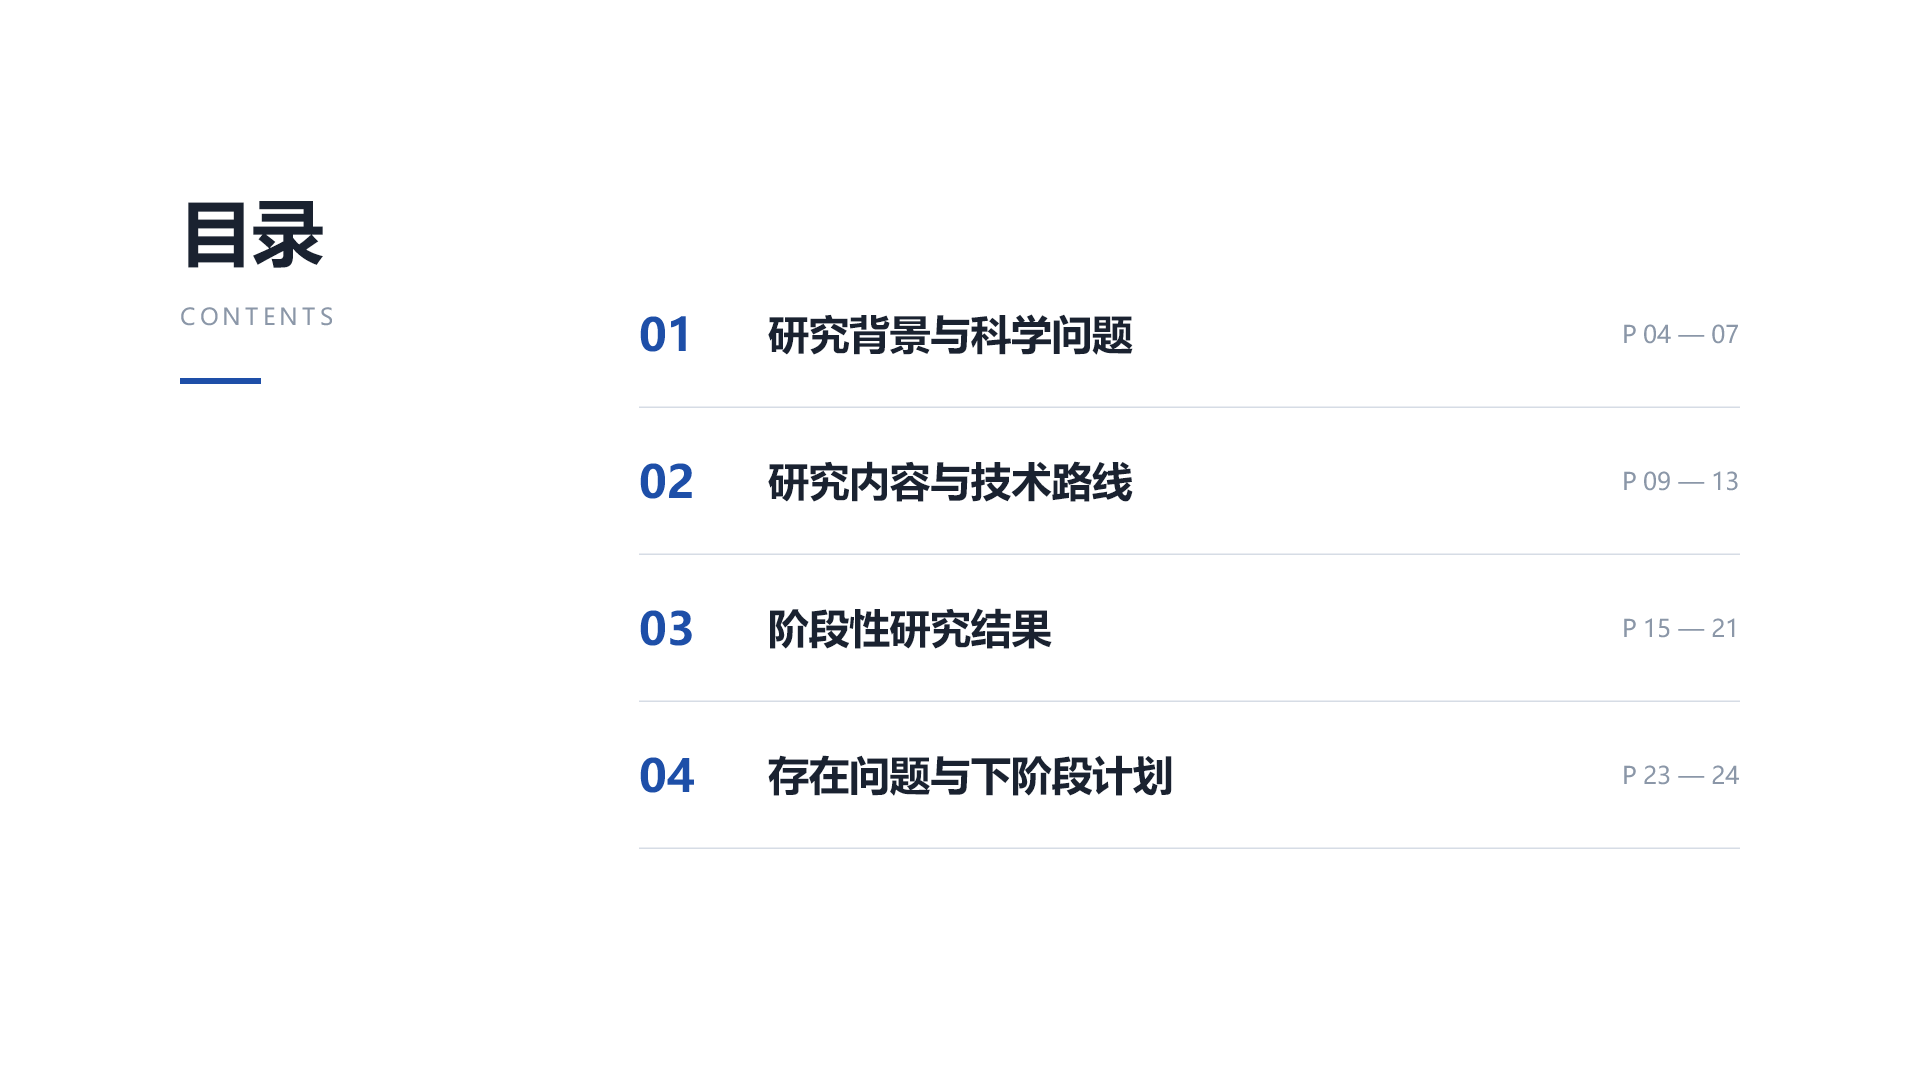 目录
CONTENTS
01 研究背景与科学问题 P 04 — 07
02 研究内容与技术路线 P 09 — 13
03 阶段性研究结果 P 15 — 21
04 存在问题与下阶段计划 P 23 — 24